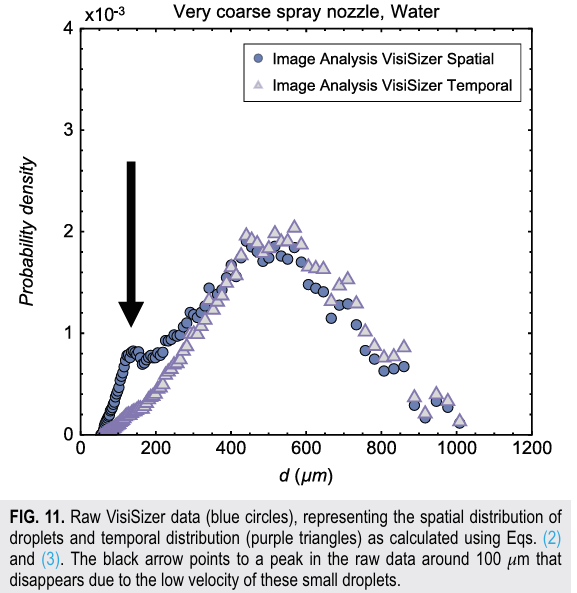 Very coarse spray nozzle, Water
4 ×10⁻³
Image Analysis VisiSizer Spatial
Image Analysis VisiSizer Temporal
3
2
1
0
Probability density
0 200 400 600 800 1000 1200
d (μm)
FIG. 11. Raw VisiSizer data (blue circles), representing the spatial distribution of
droplets and temporal distribution (purple triangles) as calculated using Eqs. (2)
and (3). The black arrow points to a peak in the raw data around 100 μm that
disappears due to the low velocity of these small droplets.